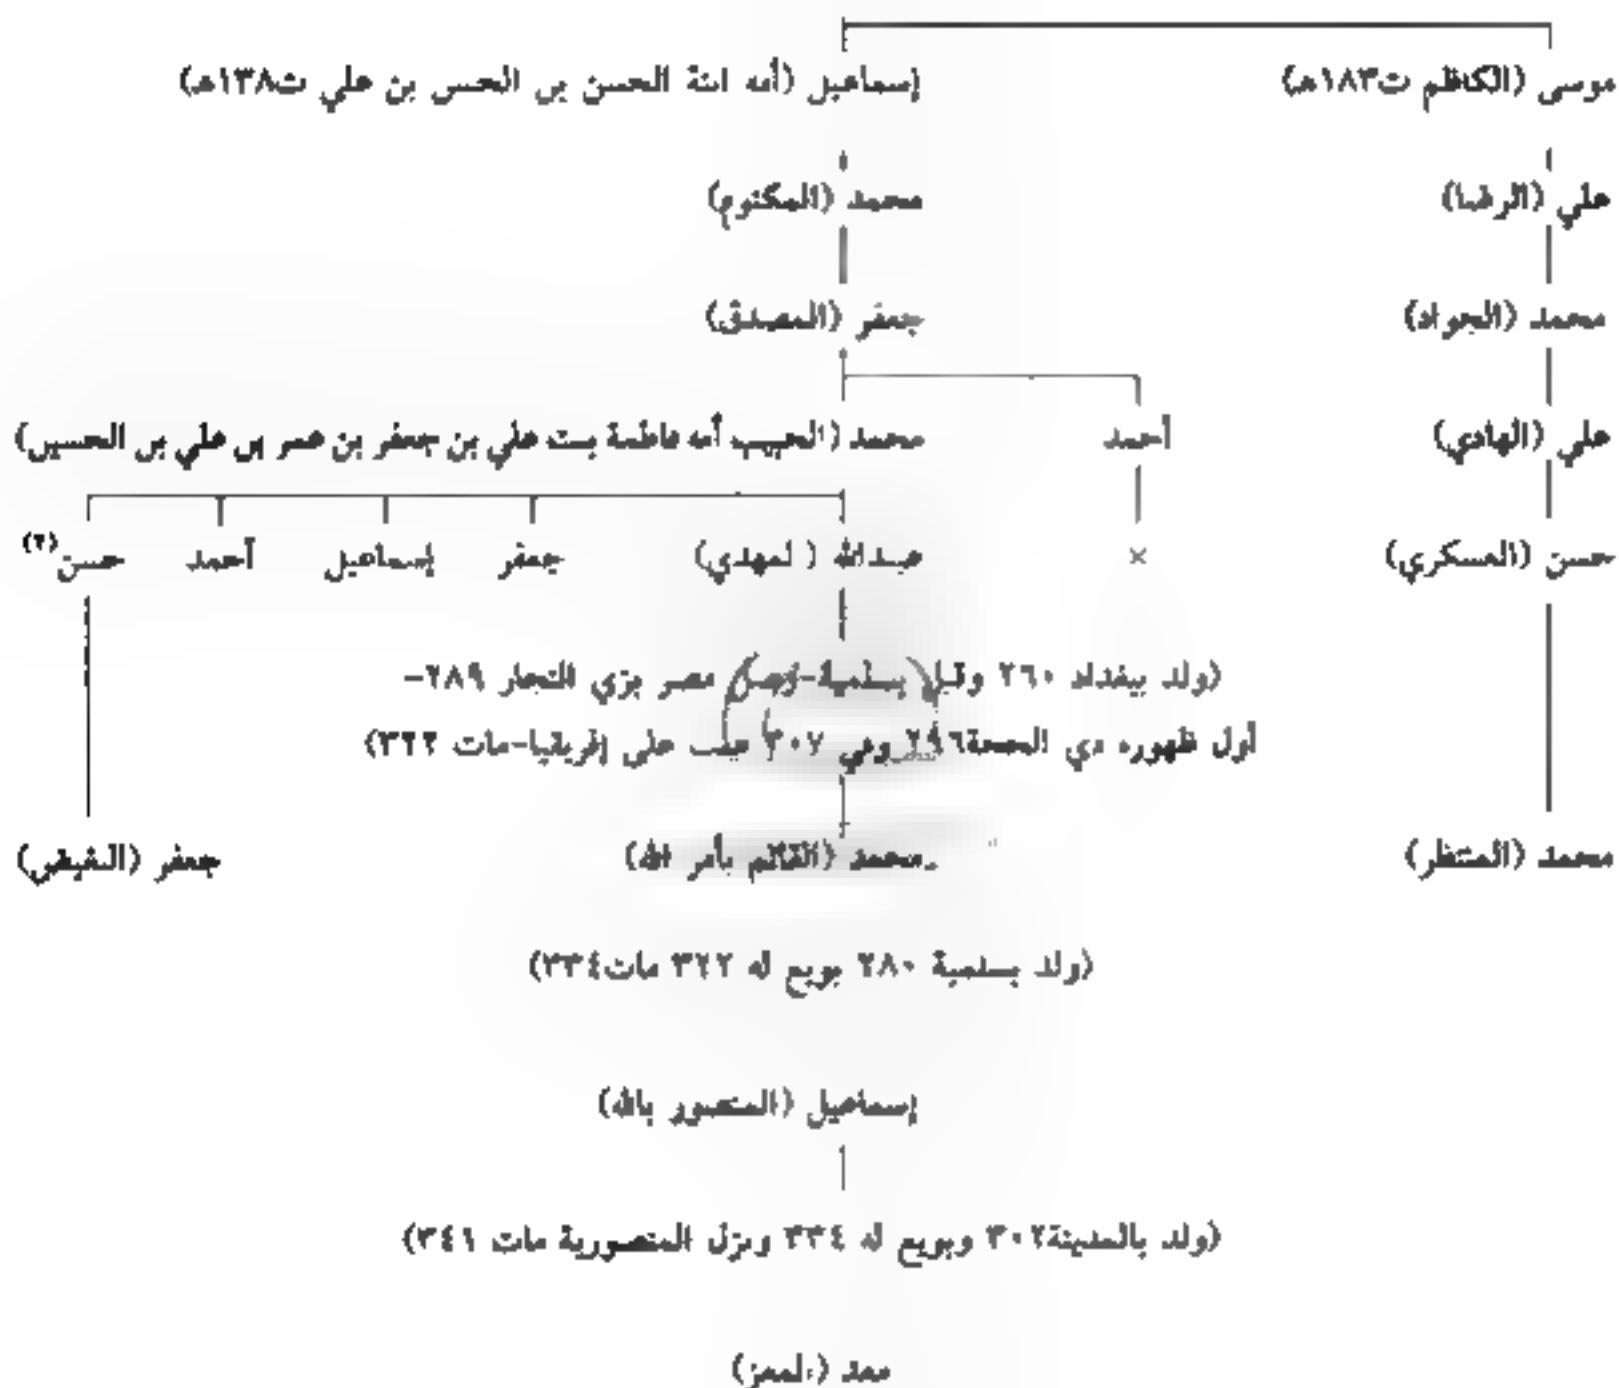 موسى (الكاظم ت١٨٣هـ) إسماعيل (أمه ابنة الحسن بن الحسن بن علي ت١٣٨هـ)
علي (الرضا) محمد (المكتوم)
محمد (الجواد) جعفر (المصدق)
علي (الهادي) أحمد محمد (الحبيب أمه فاطمة بنت علي بن جعفر بن عمر بن علي بن الحسين)
حسن (العسكري) × عبدالله (المهدي) جعفر إسماعيل أحمد حسن(٢)
(ولد ببغداد ٢٦٠ وقبل بسلمية- مصر بزي التجار ٢٨٩-
أول ظهوره ذي الحجة٢٩٦ وفي ٣٠٧ على إفريقيا-مات ٣٢٢)
محمد (المنتظر) محمد (القائم بأمر الله) جعفر
(ولد بسلمية ٢٨٠ بويع له ٣٢٢ مات٣٣٤)
إسماعيل (المنصور بالله)
(ولد بالمدينة٣٠٢ وبويع له ٣٣٤ ونزل المنصورية مات ٣٤١)
معد (المعز)